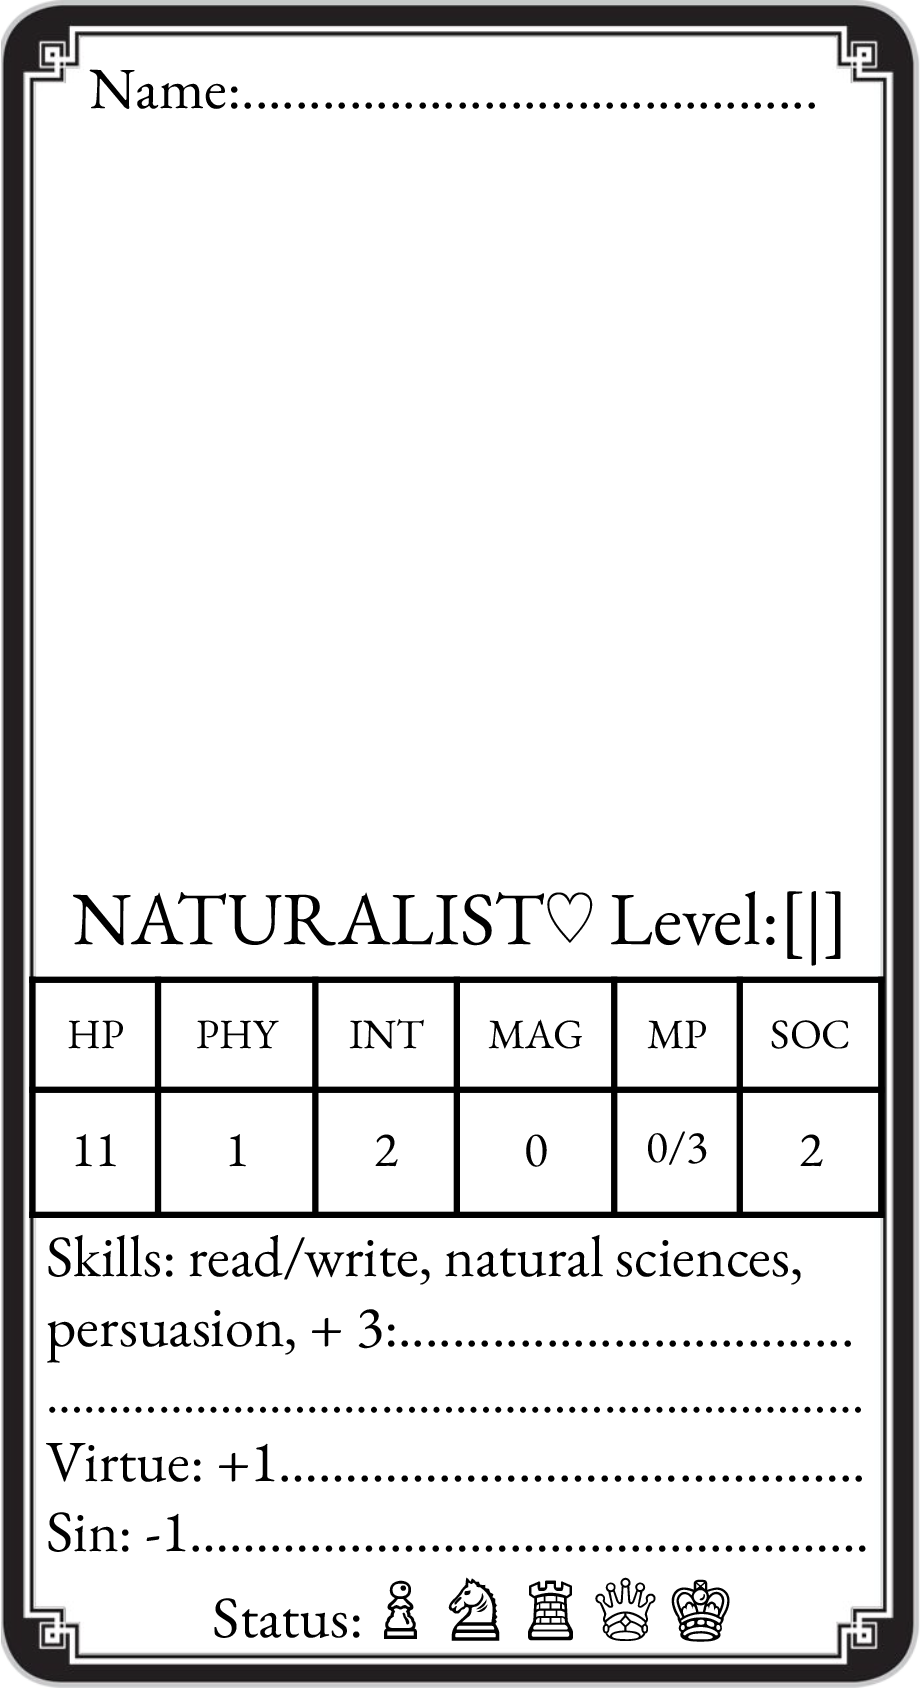 Name:............................................
NATURALIST♡ Level:[|]
HP PHY INT MAG MP SOC
11 1 2 0 0/3 2
Skills: read/write, natural sciences,
persuasion, + 3:...................................
...............................................................
Virtue: +1.............................................
Sin: -1....................................................
Status: ♙ ♘ ♖ ♕ ♔